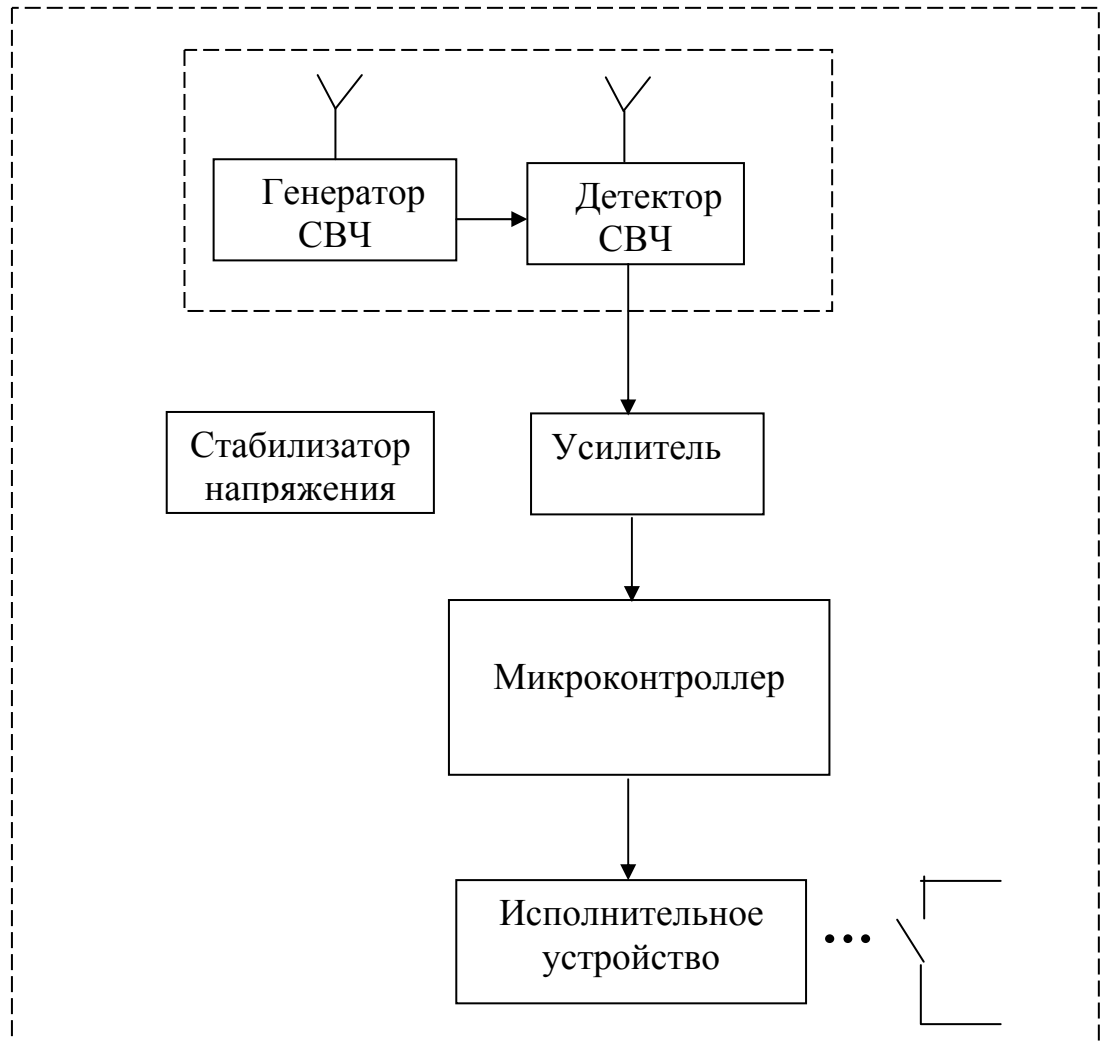 Генератор
СВЧ
Детектор
СВЧ
Стабилизатор
напряжения
Усилитель
Микроконтроллер
Исполнительное
устройство